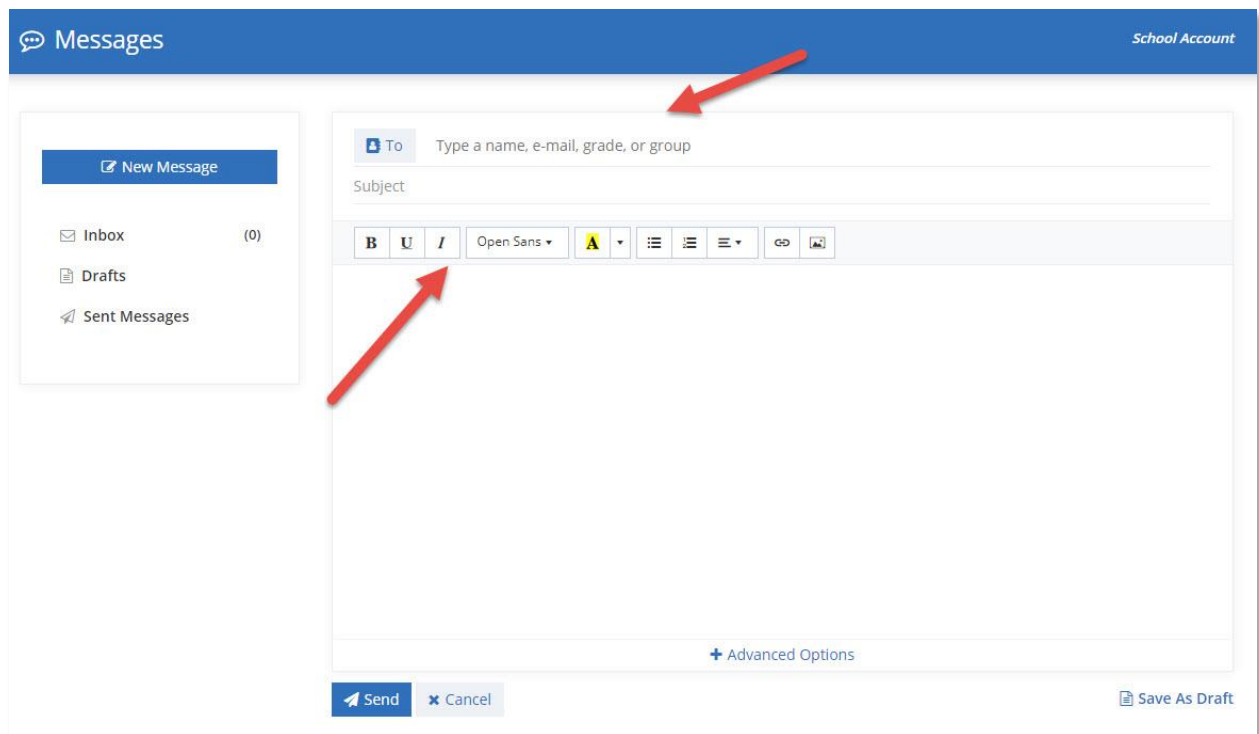 Messages
School Account
New Message
Inbox (0)
Drafts
Sent Messages
To Type a name, e-mail, grade, or group
Subject
B U I Open Sans A
Advanced Options
Send Cancel
Save As Draft